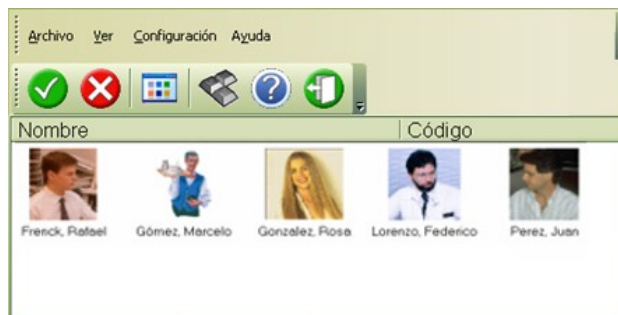 Archivo Ver Configuración Ayuda
Nombre Código
Frenck, Rafael Gómez, Marcelo Gonzalez, Rosa Lorenzo, Federico Perez, Juan